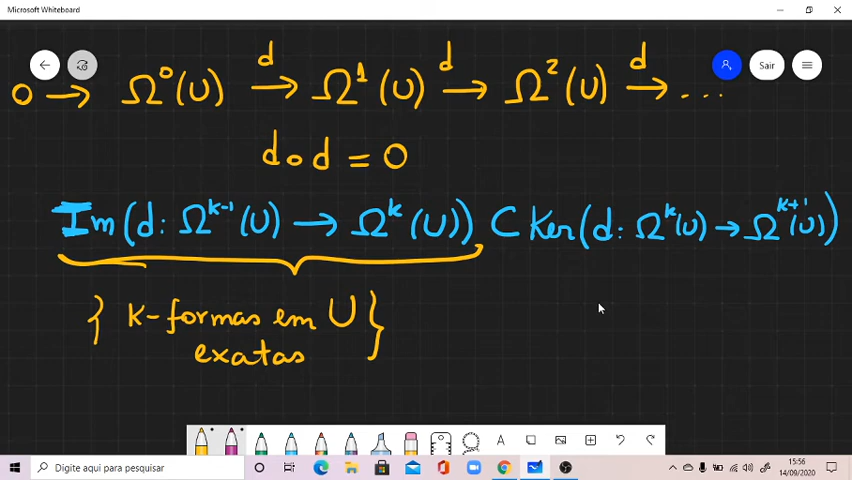 Microsoft Whiteboard
Sair
0 → Ω⁰(U) →d Ω¹(U) →d Ω²(U) →d ...
d∘d = 0
Im(d: Ωᵏ⁻¹(U) → Ωᵏ(U)) ⊂ Ker(d: Ωᵏ(U) → Ωᵏ⁺¹(U))
{ K-formas em U }
exatas
Digite aqui para pesquisar
15:56
14/09/2020